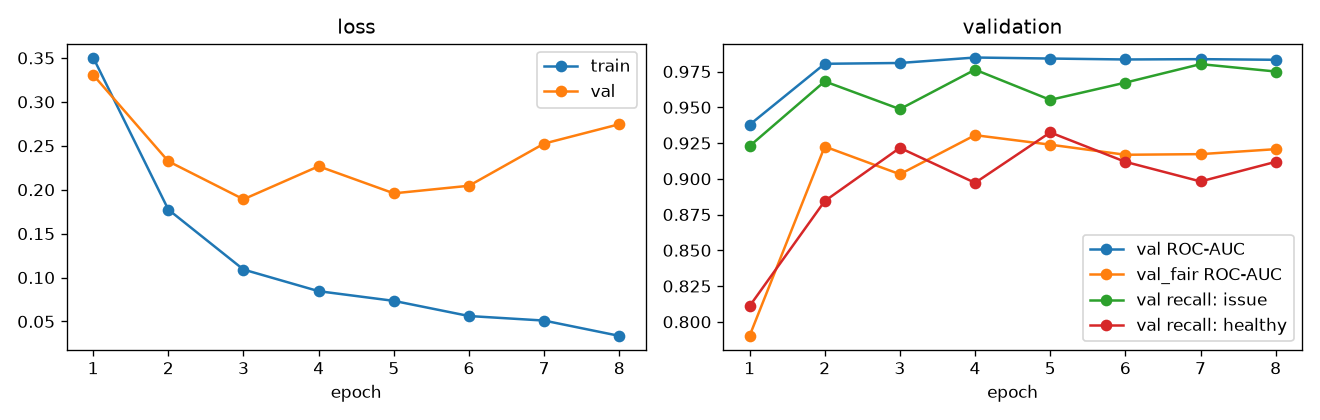 loss
0.35
0.30
0.25
0.20
0.15
0.10
0.05
train
val
1 2 3 4 5 6 7 8
epoch
validation
0.975
0.950
0.925
0.900
0.875
0.850
0.825
0.800
val ROC-AUC
val_fair ROC-AUC
val recall: issue
val recall: healthy
1 2 3 4 5 6 7 8
epoch